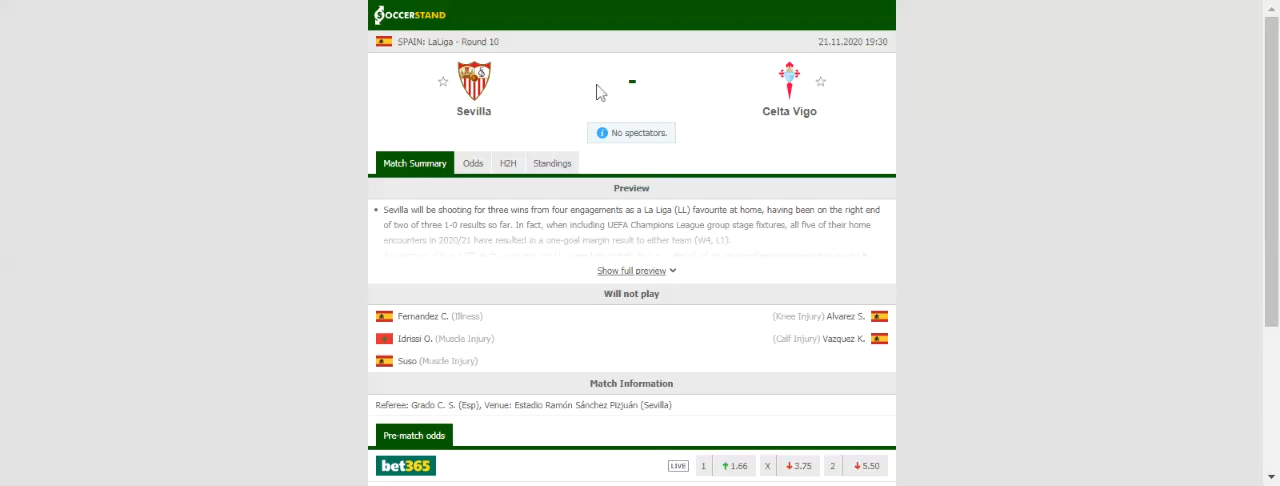 SOCCERSTAND
SPAIN: LaLiga - Round 10
21.11.2020 19:30
Sevilla
-
Celta Vigo
No spectators.
Match Summary
Odds
H2H
Standings
Preview
Sevilla will be shooting for three wins from four engagements as a La Liga (LL) favourite at home, having been on the right end
of two of three 1-0 results so far. In fact, when including UEFA Champions League group stage fixtures, all five of their home
encounters in 2020/21 have resulted in a one-goal margin result to either team (W4, L1).
Show full preview
Will not play
Fernandez C. (Illness)
(Knee Injury) Alvarez S.
Idrissi O. (Muscle Injury)
(Calf Injury) Vazquez K.
Suso (Muscle Injury)
Match Information
Referee: Grado C. S. (Esp), Venue: Estadio Ramón Sánchez Pizjuán (Sevilla)
Pre-match odds
bet365
LIVE
1
1.66
X
3.75
2
5.50